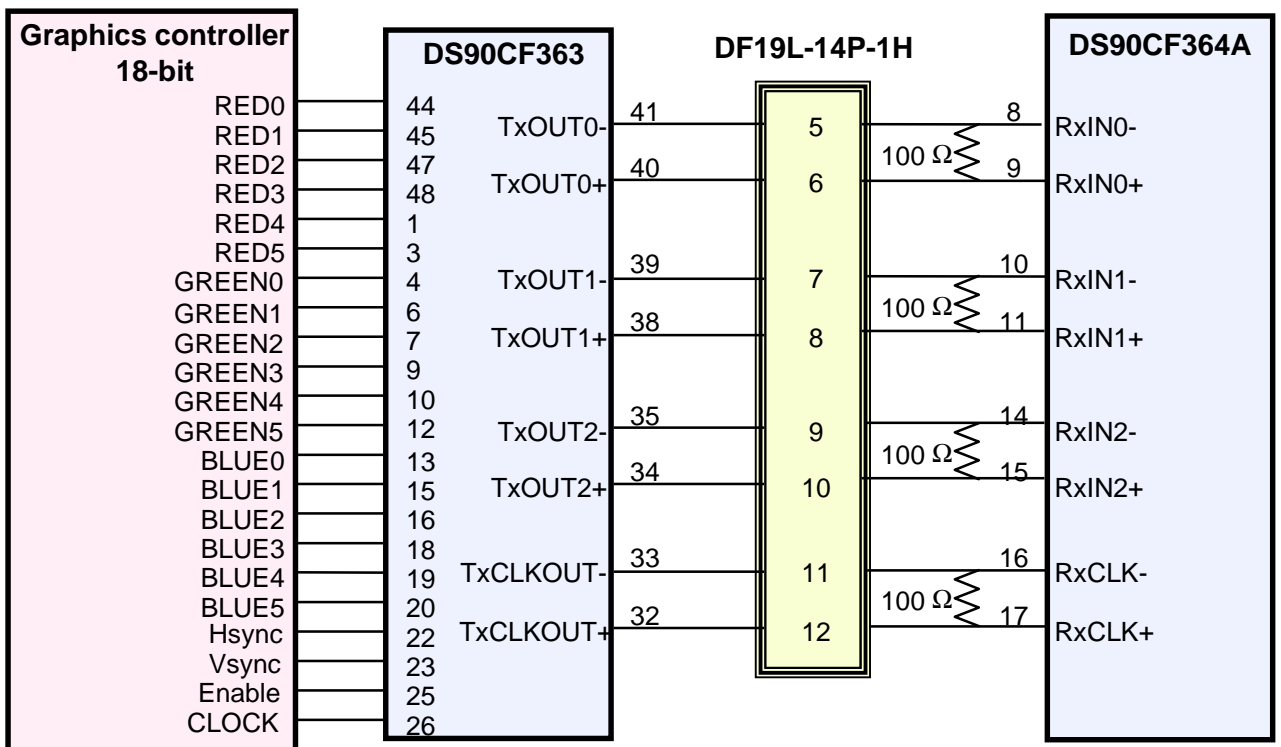 Graphics controller
18-bit
DS90CF363
DF19L-14P-1H
DS90CF364A
RED0 44
RED1 45
RED2 47
RED3 48
RED4 1
RED5 3
GREEN0 4
GREEN1 6
GREEN2 7
GREEN3 9
GREEN4 10
GREEN5 12
BLUE0 13
BLUE1 15
BLUE2 16
BLUE3 18
BLUE4 19
BLUE5 20
Hsync 22
Vsync 23
Enable 25
CLOCK 26
TxOUT0- 41 5 8 RxIN0-
100 Ω
TxOUT0+ 40 6 9 RxIN0+
TxOUT1- 39 7 10 RxIN1-
100 Ω
TxOUT1+ 38 8 11 RxIN1+
TxOUT2- 35 9 14 RxIN2-
100 Ω
TxOUT2+ 34 10 15 RxIN2+
TxCLKOUT- 33 11 16 RxCLK-
100 Ω
TxCLKOUT+ 32 12 17 RxCLK+